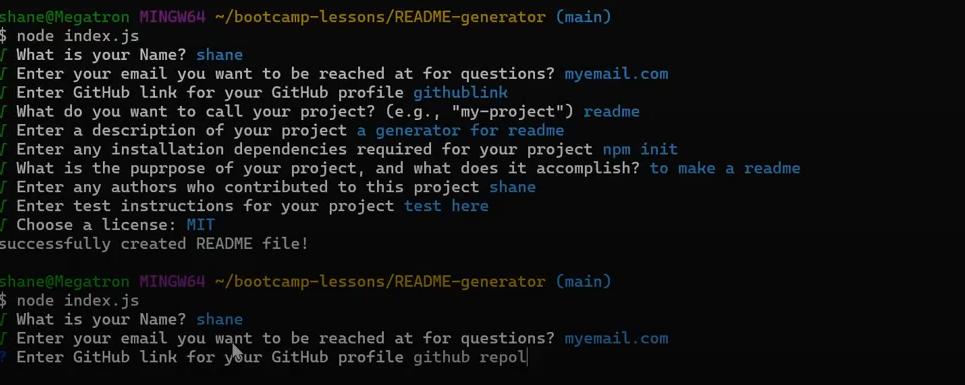 shane@Megatron MINGW64 ~/bootcamp-lessons/README-generator (main)
$ node index.js
√ What is your Name? shane
√ Enter your email you want to be reached at for questions? myemail.com
√ Enter GitHub link for your GitHub profile githublink
√ What do you want to call your project? (e.g., "my-project") readme
√ Enter a description of your project a generator for readme
√ Enter any installation dependencies required for your project npm init
√ What is the puprpose of your project, and what does it accomplish? to make a readme
√ Enter any authors who contributed to this project shane
√ Enter test instructions for your project test here
√ Choose a license: MIT
successfully created README file!
shane@Megatron MINGW64 ~/bootcamp-lessons/README-generator (main)
$ node index.js
√ What is your Name? shane
√ Enter your email you want to be reached at for questions? myemail.com
? Enter GitHub link for your GitHub profile github repol